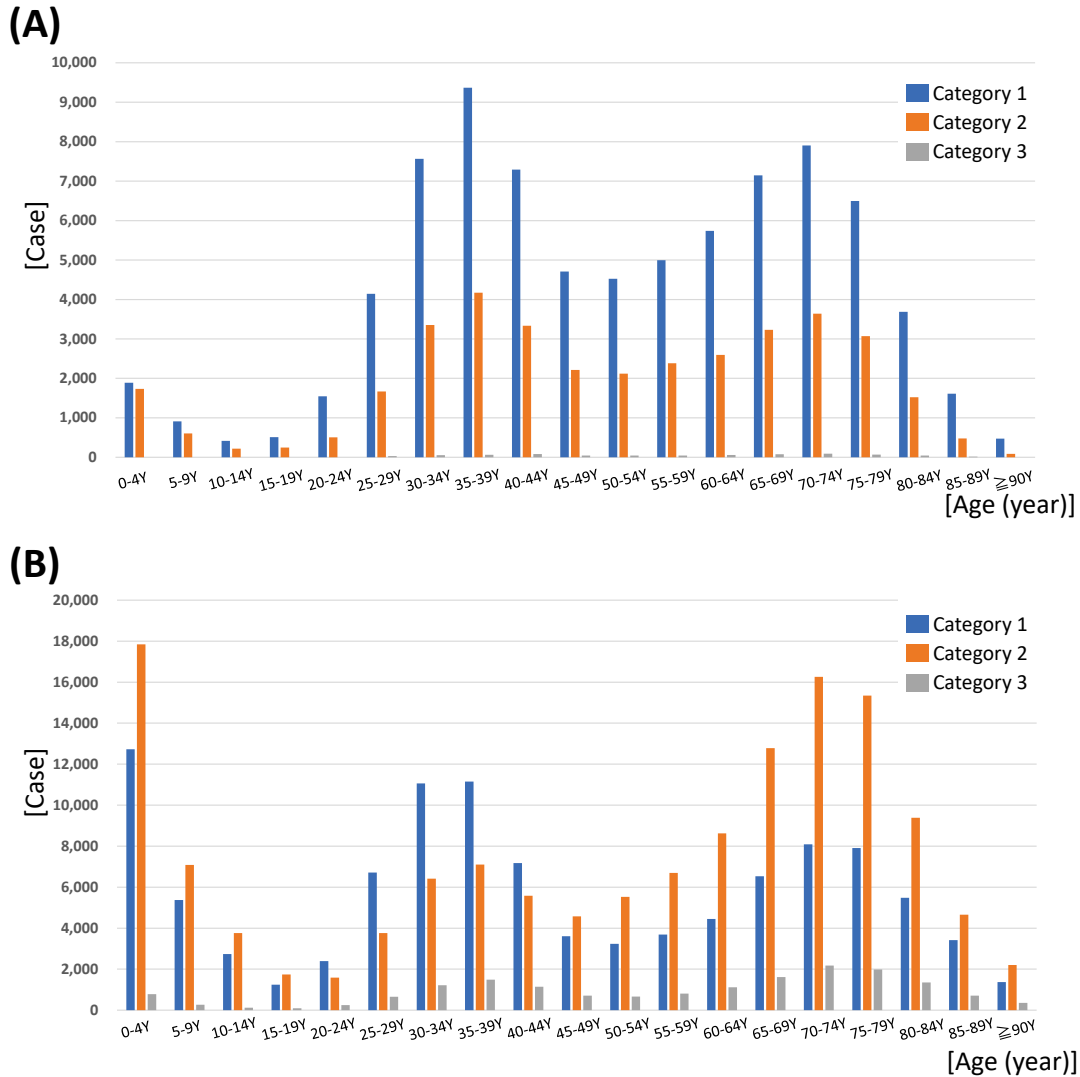 (A)
10,000
9,000
8,000
7,000
6,000
5,000
4,000
3,000
2,000
1,000
0
[Case]
Category 1
Category 2
Category 3
0-4Y 5-9Y 10-14Y 15-19Y 20-24Y 25-29Y 30-34Y 35-39Y 40-44Y 45-49Y 50-54Y 55-59Y 60-64Y 65-69Y 70-74Y 75-79Y 80-84Y 85-89Y ≧90Y
[Age (year)]
(B)
20,000
18,000
16,000
14,000
12,000
10,000
8,000
6,000
4,000
2,000
0
[Case]
Category 1
Category 2
Category 3
0-4Y 5-9Y 10-14Y 15-19Y 20-24Y 25-29Y 30-34Y 35-39Y 40-44Y 45-49Y 50-54Y 55-59Y 60-64Y 65-69Y 70-74Y 75-79Y 80-84Y 85-89Y ≧90Y
[Age (year)]